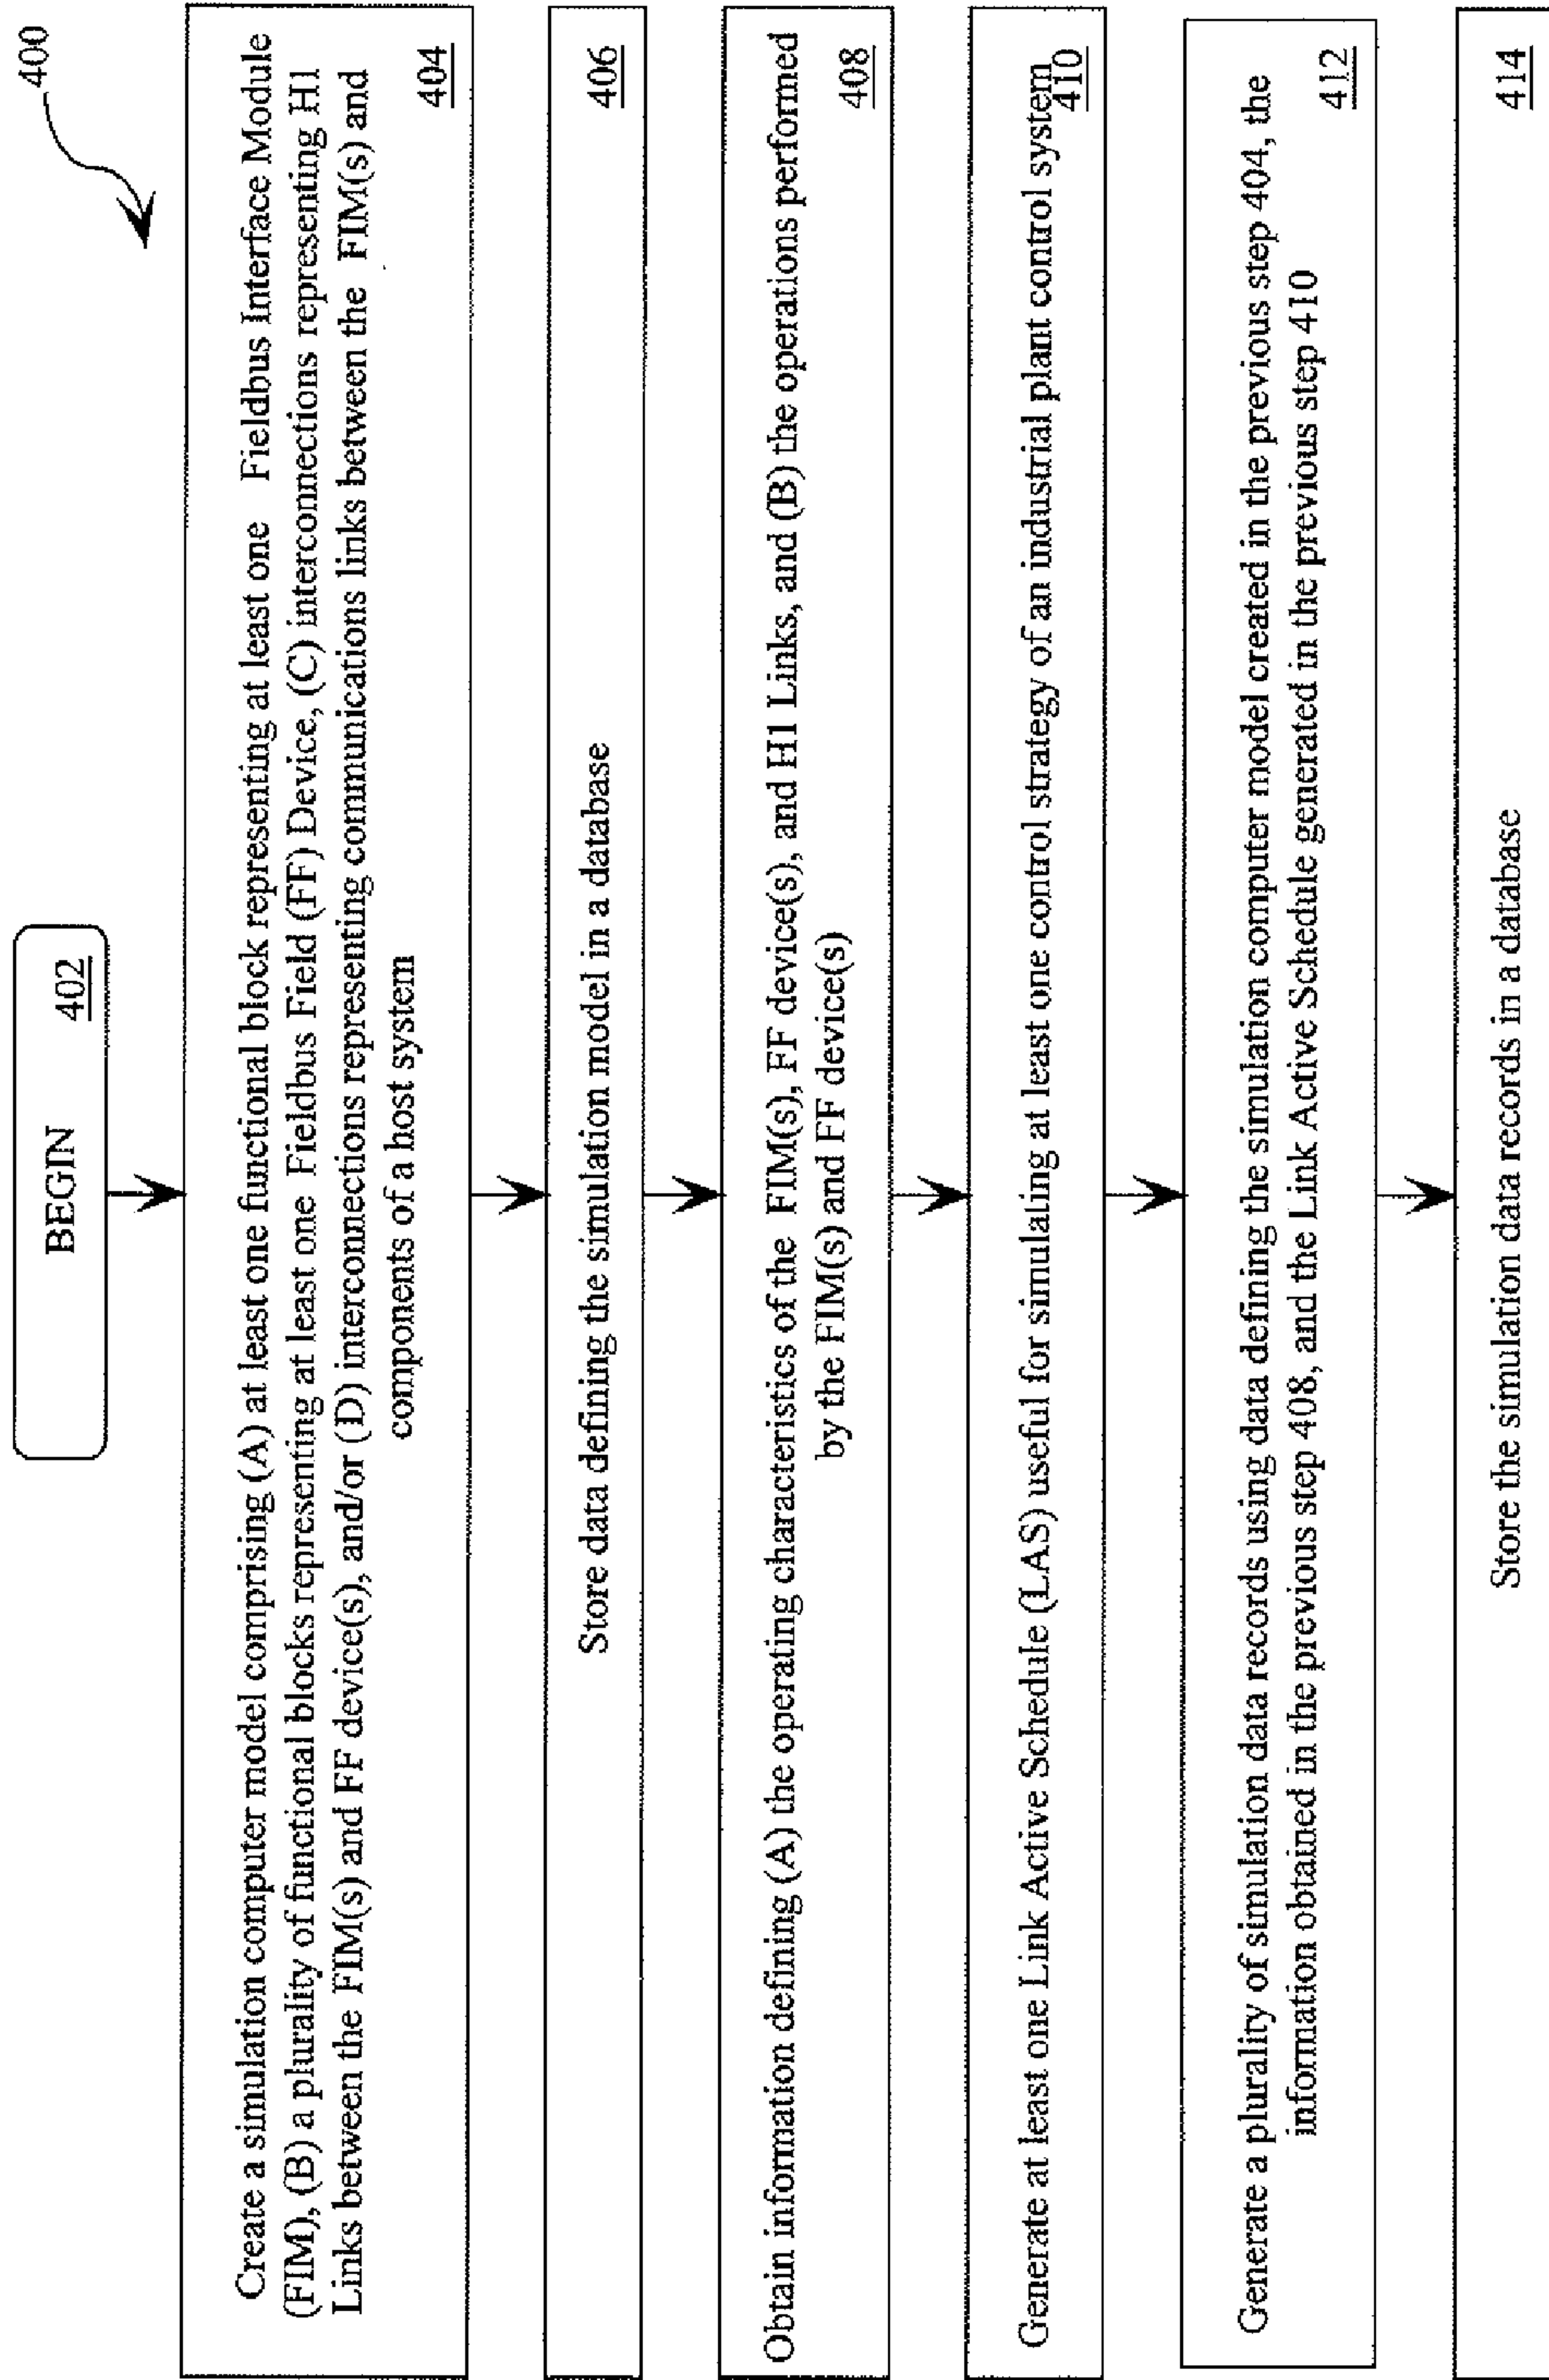 400
BEGIN
402
Create a simulation computer model comprising (A) at least one functional block representing at least one Fieldbus Interface Module
(FIM), (B) a plurality of functional blocks representing at least one Fieldbus Field (FF) Device, (C) interconnections representing H1
Links between the FIM(s) and FF device(s), and/or (D) interconnections representing communications links between the FIM(s) and
components of a host system
404
Store data defining the simulation model in a database
406
Obtain information defining (A) the operating characteristics of the FIM(s), FF device(s), and H1 Links, and (B) the operations performed
by the FIM(s) and FF device(s)
408
Generate at least one Link Active Schedule (LAS) useful for simulating at least one control strategy of an industrial plant control system
410
Generate a plurality of simulation data records using data defining the simulation computer model created in the previous step 404, the
information obtained in the previous step 408, and the Link Active Schedule generated in the previous step 410
412
Store the simulation data records in a database
414